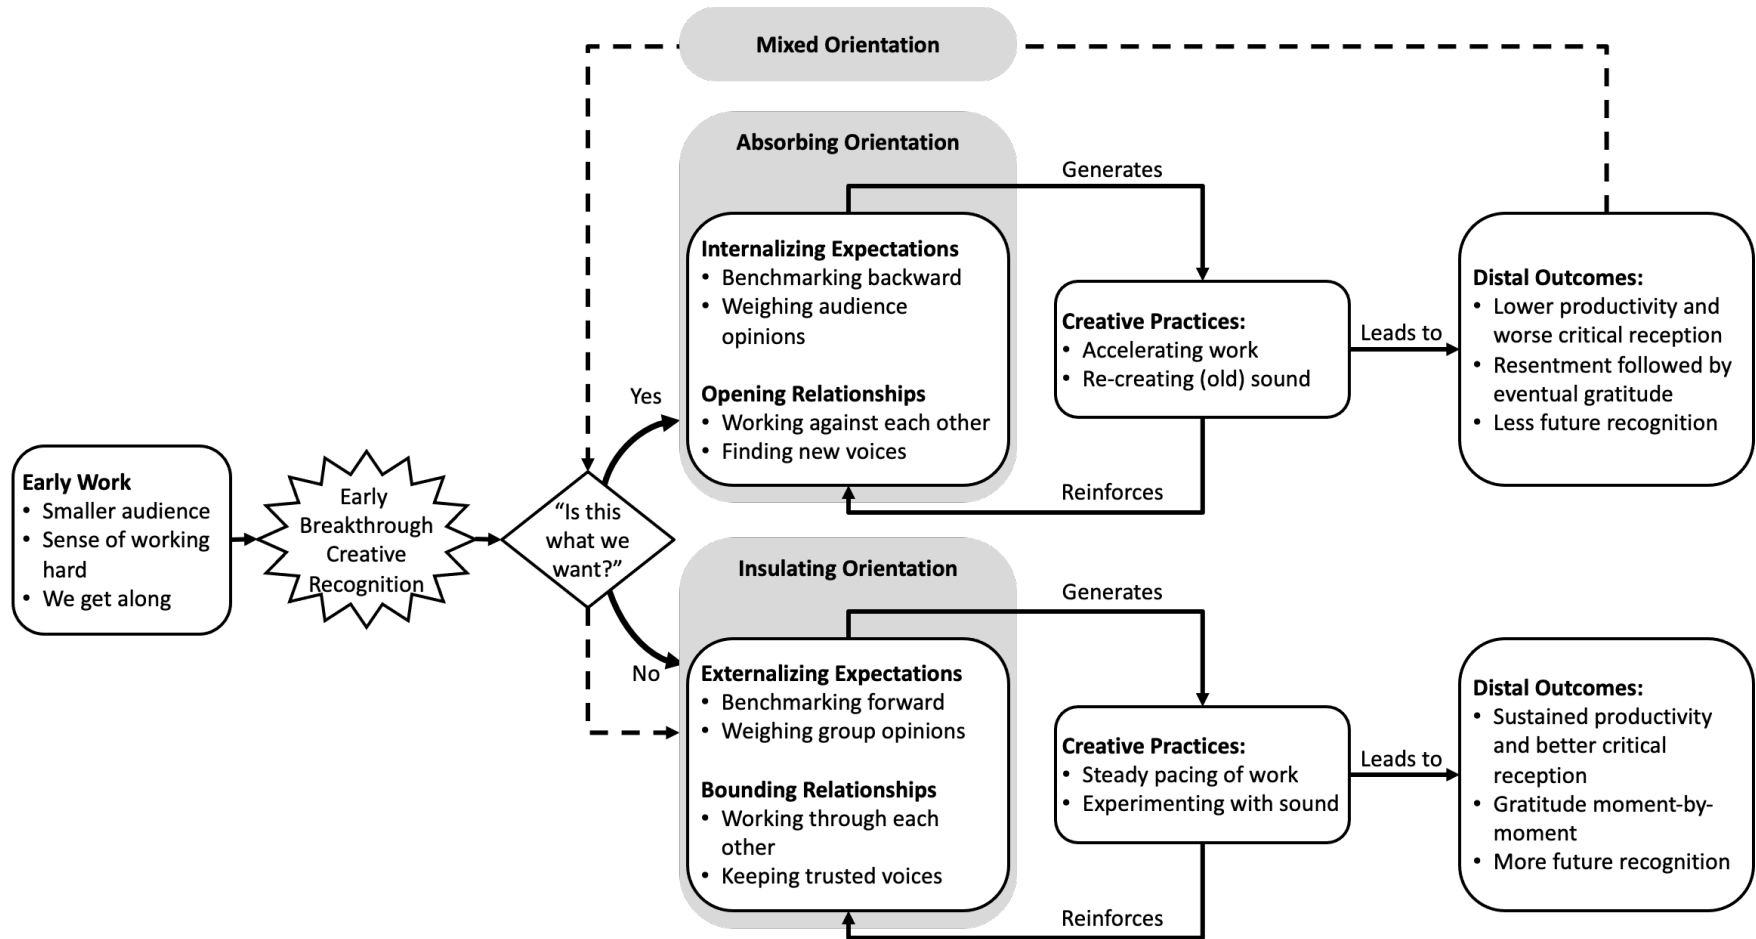 Mixed Orientation
Absorbing Orientation
Generates
Internalizing Expectations
• Benchmarking backward
• Weighing audience
opinions
Opening Relationships
• Working against each other
• Finding new voices
Creative Practices:
• Accelerating work
• Re-creating (old) sound
Leads to
Distal Outcomes:
• Lower productivity and
worse critical reception
• Resentment followed by
eventual gratitude
• Less future recognition
Reinforces
Yes
Early Work
• Smaller audience
• Sense of working
hard
• We get along
Early
Breakthrough
Creative
Recognition
“Is this
what we
want?”
No
Insulating Orientation
Generates
Externalizing Expectations
• Benchmarking forward
• Weighing group opinions
Bounding Relationships
• Working through each
other
• Keeping trusted voices
Creative Practices:
• Steady pacing of work
• Experimenting with sound
Leads to
Distal Outcomes:
• Sustained productivity
and better critical
reception
• Gratitude moment-by-
moment
• More future recognition
Reinforces